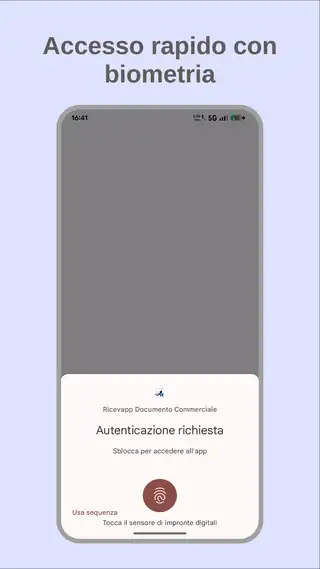 Accesso rapido con
biometria
16:41
5G
Ricevapp Documento Commerciale
Autenticazione richiesta
Sblocca per accedere all'app
Usa sequenza
Tocca il sensore di impronte digitali